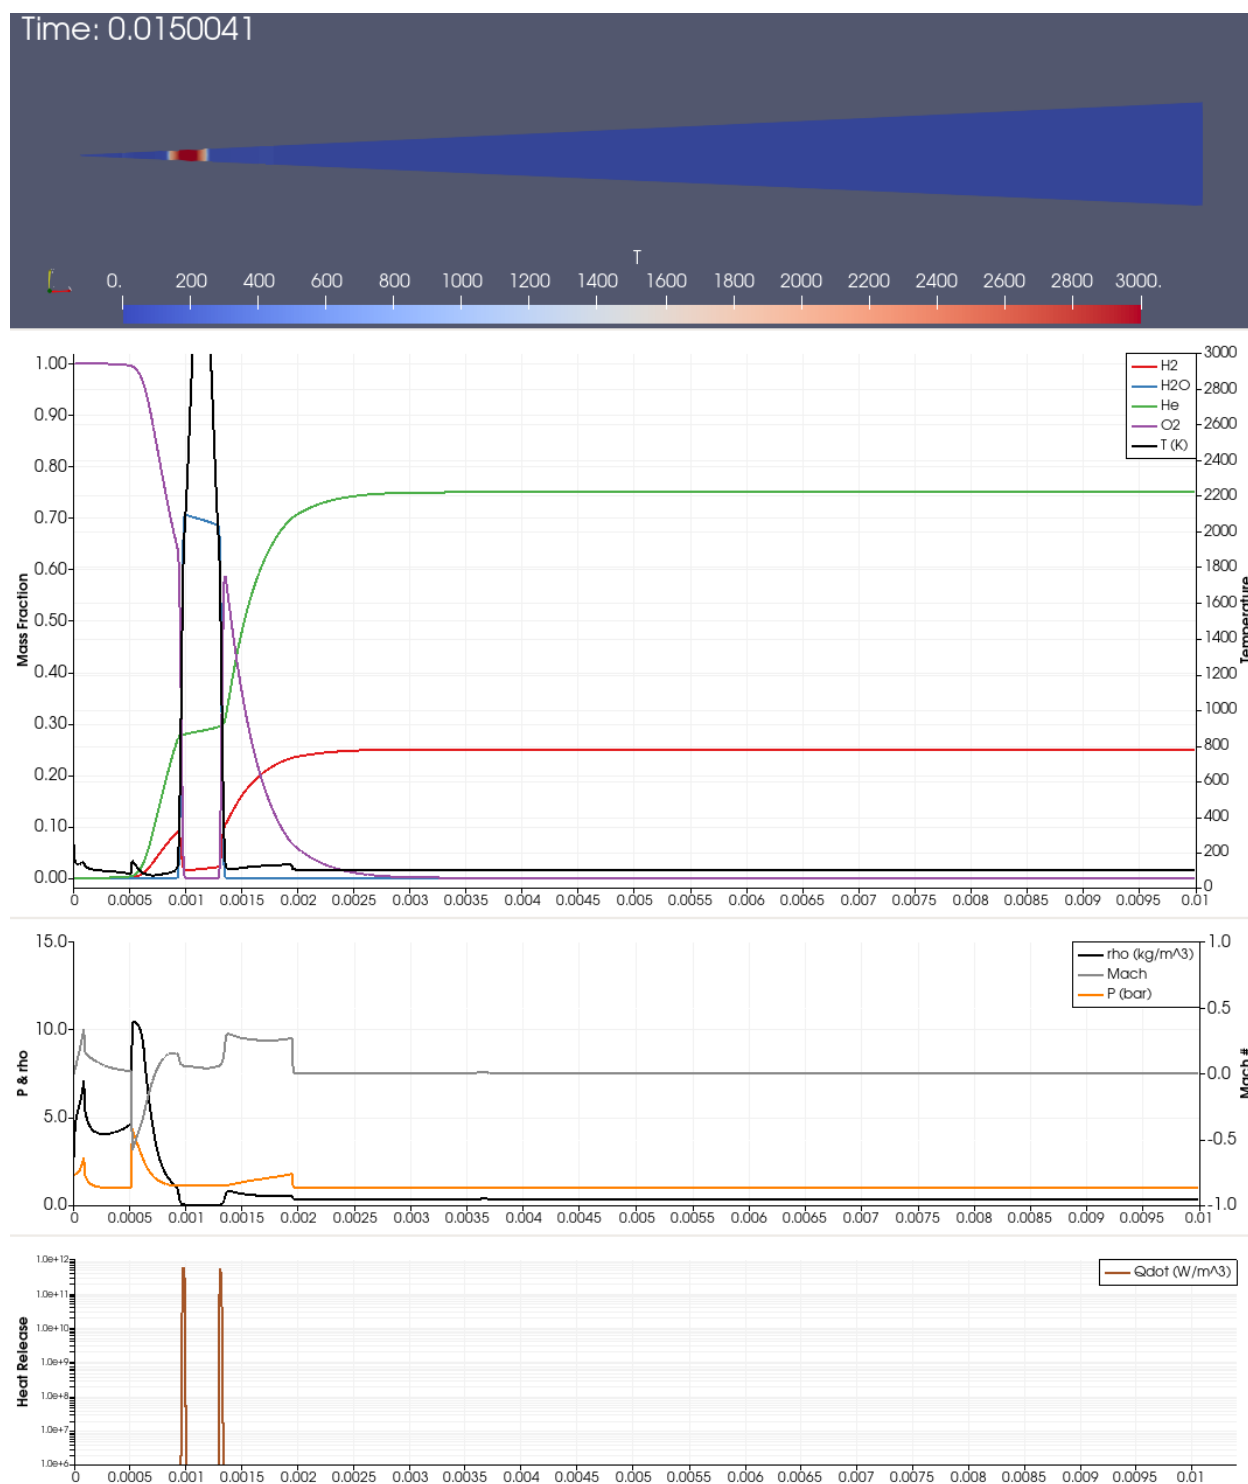 Time: 0.0150041
T
0. 200 400 600 800 1000 1200 1400 1600 1800 2000 2200 2400 2600 2800 3000.
H2
H2O
He
O2
T (K)
1.00
0.90
0.80
0.70
0.60
0.50
0.40
0.30
0.20
0.10
0.00
Mass Fraction
3000
2800
2600
2400
2200
2000
1800
1600
1400
1200
1000
800
600
400
200
0
Temperature
0 0.0005 0.001 0.0015 0.002 0.0025 0.003 0.0035 0.004 0.0045 0.005 0.0055 0.006 0.0065 0.007 0.0075 0.008 0.0085 0.009 0.0095 0.01
15.0
10.0
5.0
0.0
P & rho
rho (kg/m^3)
Mach
P (bar)
1.0
0.5
0.0
-0.5
-1.0
Mach #
0 0.0005 0.001 0.0015 0.002 0.0025 0.003 0.0035 0.004 0.0045 0.005 0.0055 0.006 0.0065 0.007 0.0075 0.008 0.0085 0.009 0.0095 0.01
1.0e+12
1.0e+11
1.0e+10
1.0e+9
1.0e+8
1.0e+7
1.0e+6
Heat Release
Qdot (W/m^3)
0 0.0005 0.001 0.0015 0.002 0.0025 0.003 0.0035 0.004 0.0045 0.005 0.0055 0.006 0.0065 0.007 0.0075 0.008 0.0085 0.009 0.0095 0.01